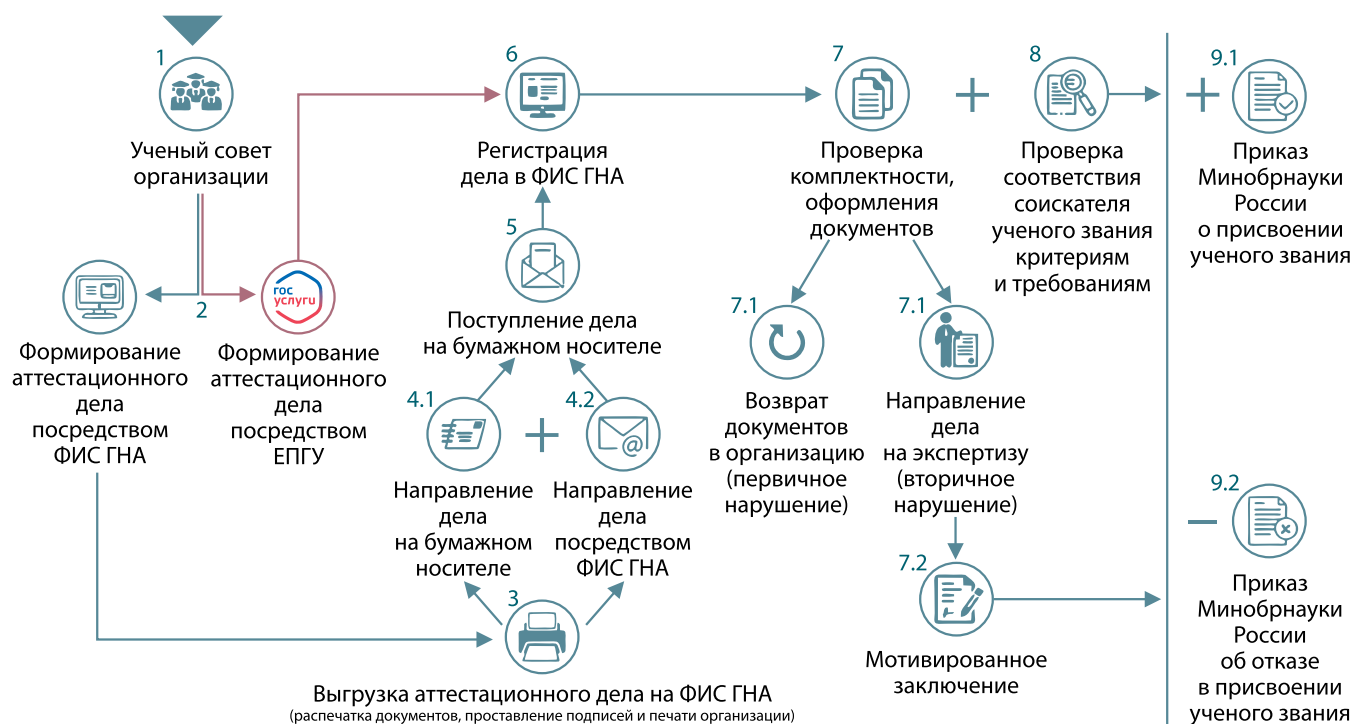 1
Ученый совет
организации
2
Формирование
аттестационного
дела
посредством
ФИС ГНА
гос
услуги
Формирование
аттестационного
дела
посредством
ЕПГУ
3
Выгрузка аттестационного дела на ФИС ГНА
(распечатка документов, проставление подписей и печати организации)
4.1
Направление
дела
на бумажном
носителе
4.2
Направление
дела
посредством
ФИС ГНА
5
Поступление дела
на бумажном носителе
6
Регистрация
дела в ФИС ГНА
7
Проверка
комплектности,
оформления
документов
7.1
Возврат
документов
в организацию
(первичное
нарушение)
7.1
Направление
дела
на экспертизу
(вторичное
нарушение)
7.2
Мотивированное
заключение
8
Проверка
соответствия
соискателя
ученого звания
критериям
и требованиям
9.1
Приказ
Минобрнауки
России
о присвоении
ученого звания
9.2
Приказ
Минобрнауки
России
об отказе
в присвоении
ученого звания